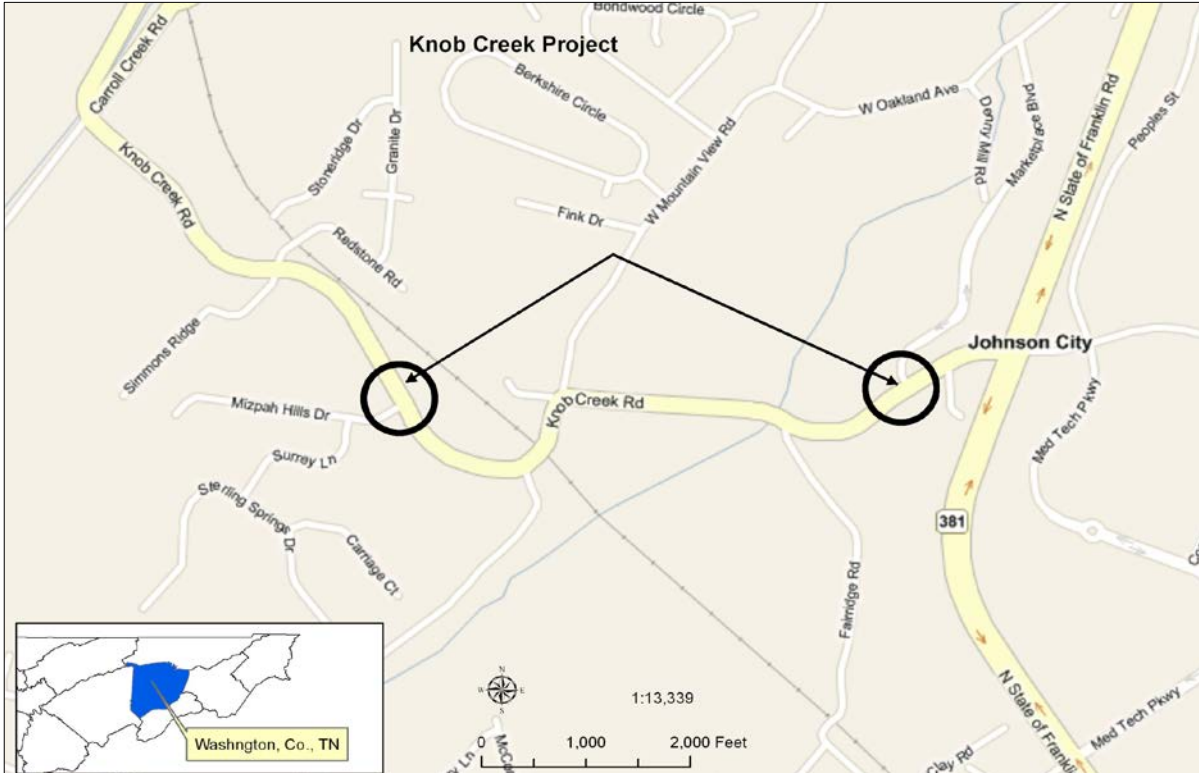 Bondwood Circle
Knob Creek Project
Carroll Creek Rd
Berkshire Circle
W Oakland Ave
Denny Mill Rd
Marketplace Blvd
N State of Franklin Rd
Peoples St
Stoneridge Dr
Granite Dr
Knob Creek Rd
W Mountain View Rd
Fink Dr
Redstone Rd
Simmons Ridge
Johnson City
Mizpah Hills Dr
Knob Creek Rd
Knob Creek Rd
Med Tech Pkwy
Surrey Ln
Sterling Springs Dr
Carriage Ct
381
Fairridge Rd
N State of Franklin
Med Tech Pkwy
N
W E
S
1:13,339
Washngton, Co., TN
0 1,000 2,000 Feet